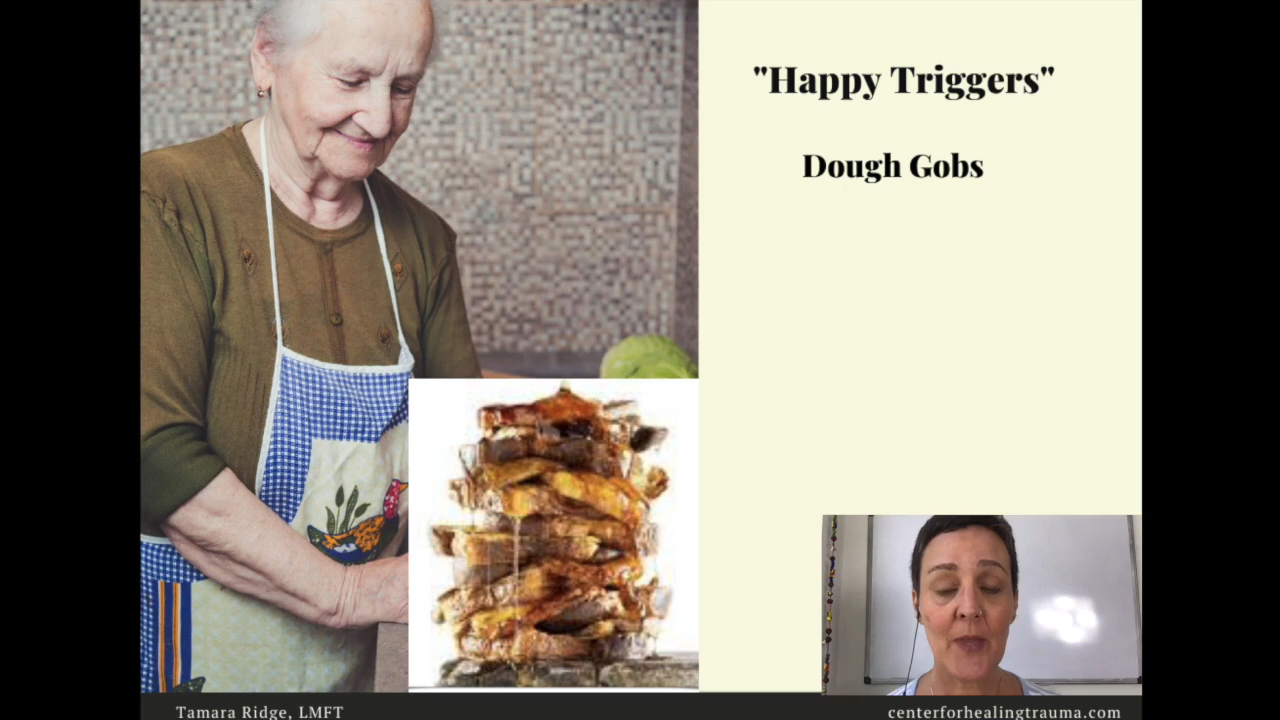 "Happy Triggers"
Dough Gobs
Tamara Ridge, LMFT
centerforhealingtrauma.com